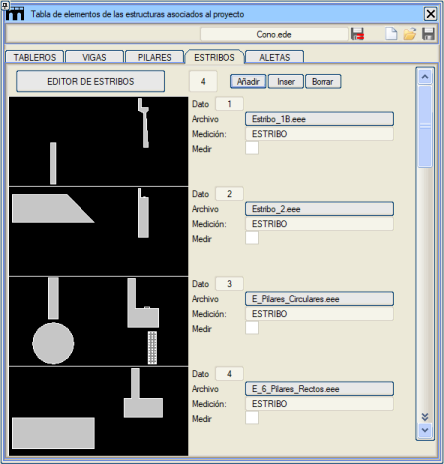 Tabla de elementos de las estructuras asociados al proyecto
Cono.ede
TABLEROS VIGAS PILARES ESTRIBOS ALETAS
EDITOR DE ESTRIBOS 4 Añadir Inser Borrar
Dato 1
Archivo Estribo_1B.eee
Medición: ESTRIBO
Medir
Dato 2
Archivo Estribo_2.eee
Medición: ESTRIBO
Medir
Dato 3
Archivo E_Pilares_Circulares.eee
Medición: ESTRIBO
Medir
Dato 4
Archivo E_6_Pilares_Rectos.eee
Medición: ESTRIBO
Medir